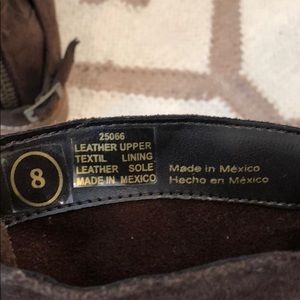 8
25066
LEATHER UPPER
TEXTIL LINING
LEATHER SOLE
MADE IN MEXICO
Made in México
Hecho en México